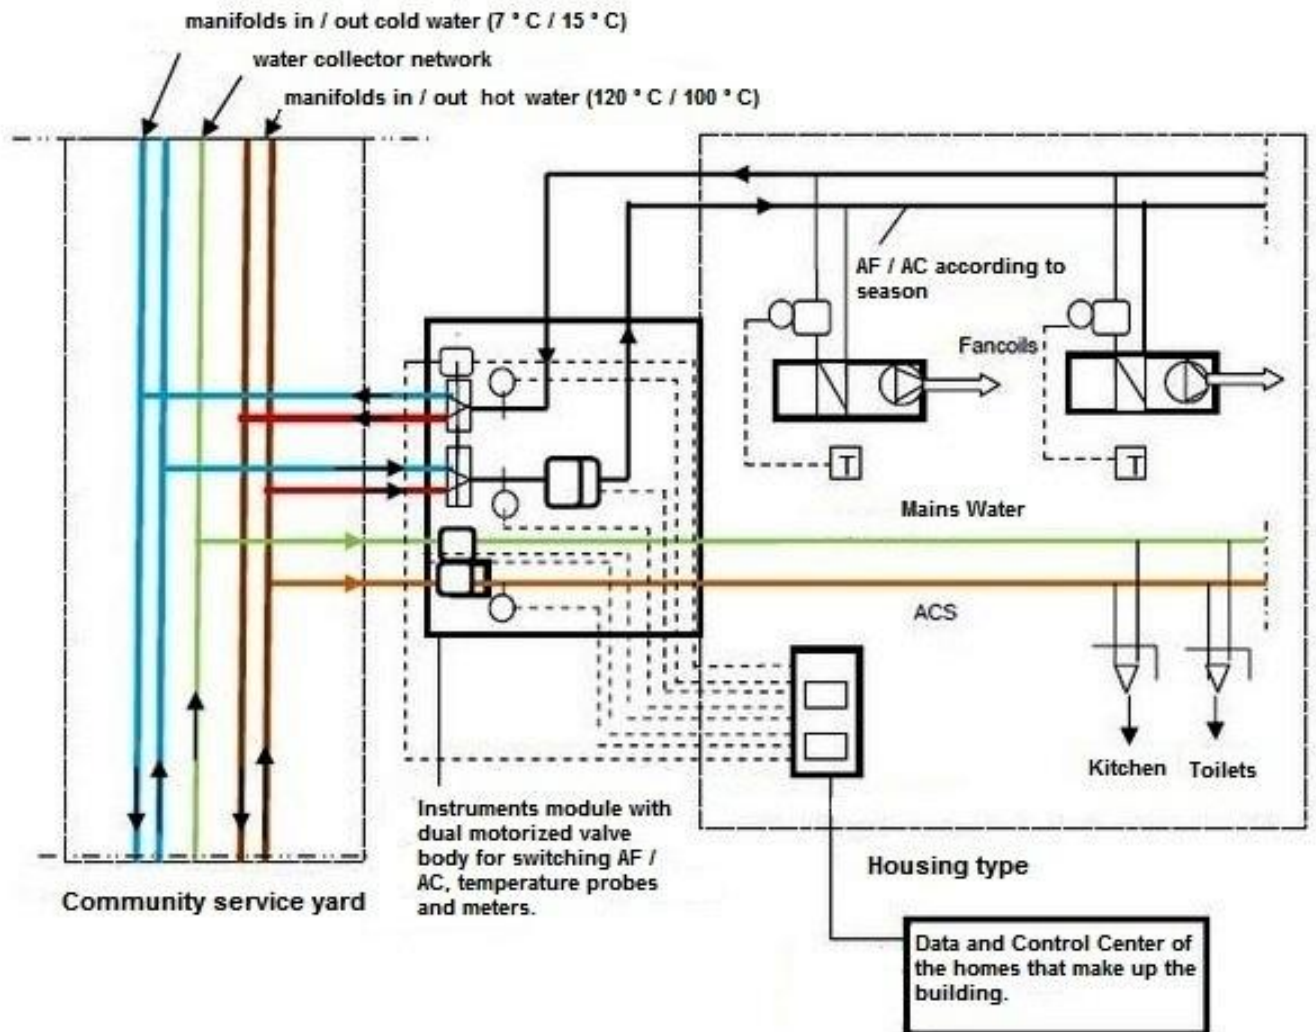 manifolds in / out cold water (7 ° C / 15 ° C)
water collector network
manifolds in / out hot water (120 ° C / 100 ° C)
AF / AC according to
season
Fancoils
T
T
Mains Water
ACS
Kitchen
Toilets
Instruments module with
dual motorized valve
body for switching AF /
AC, temperature probes
and meters.
Housing type
Community service yard
Data and Control Center of
the homes that make up the
building.